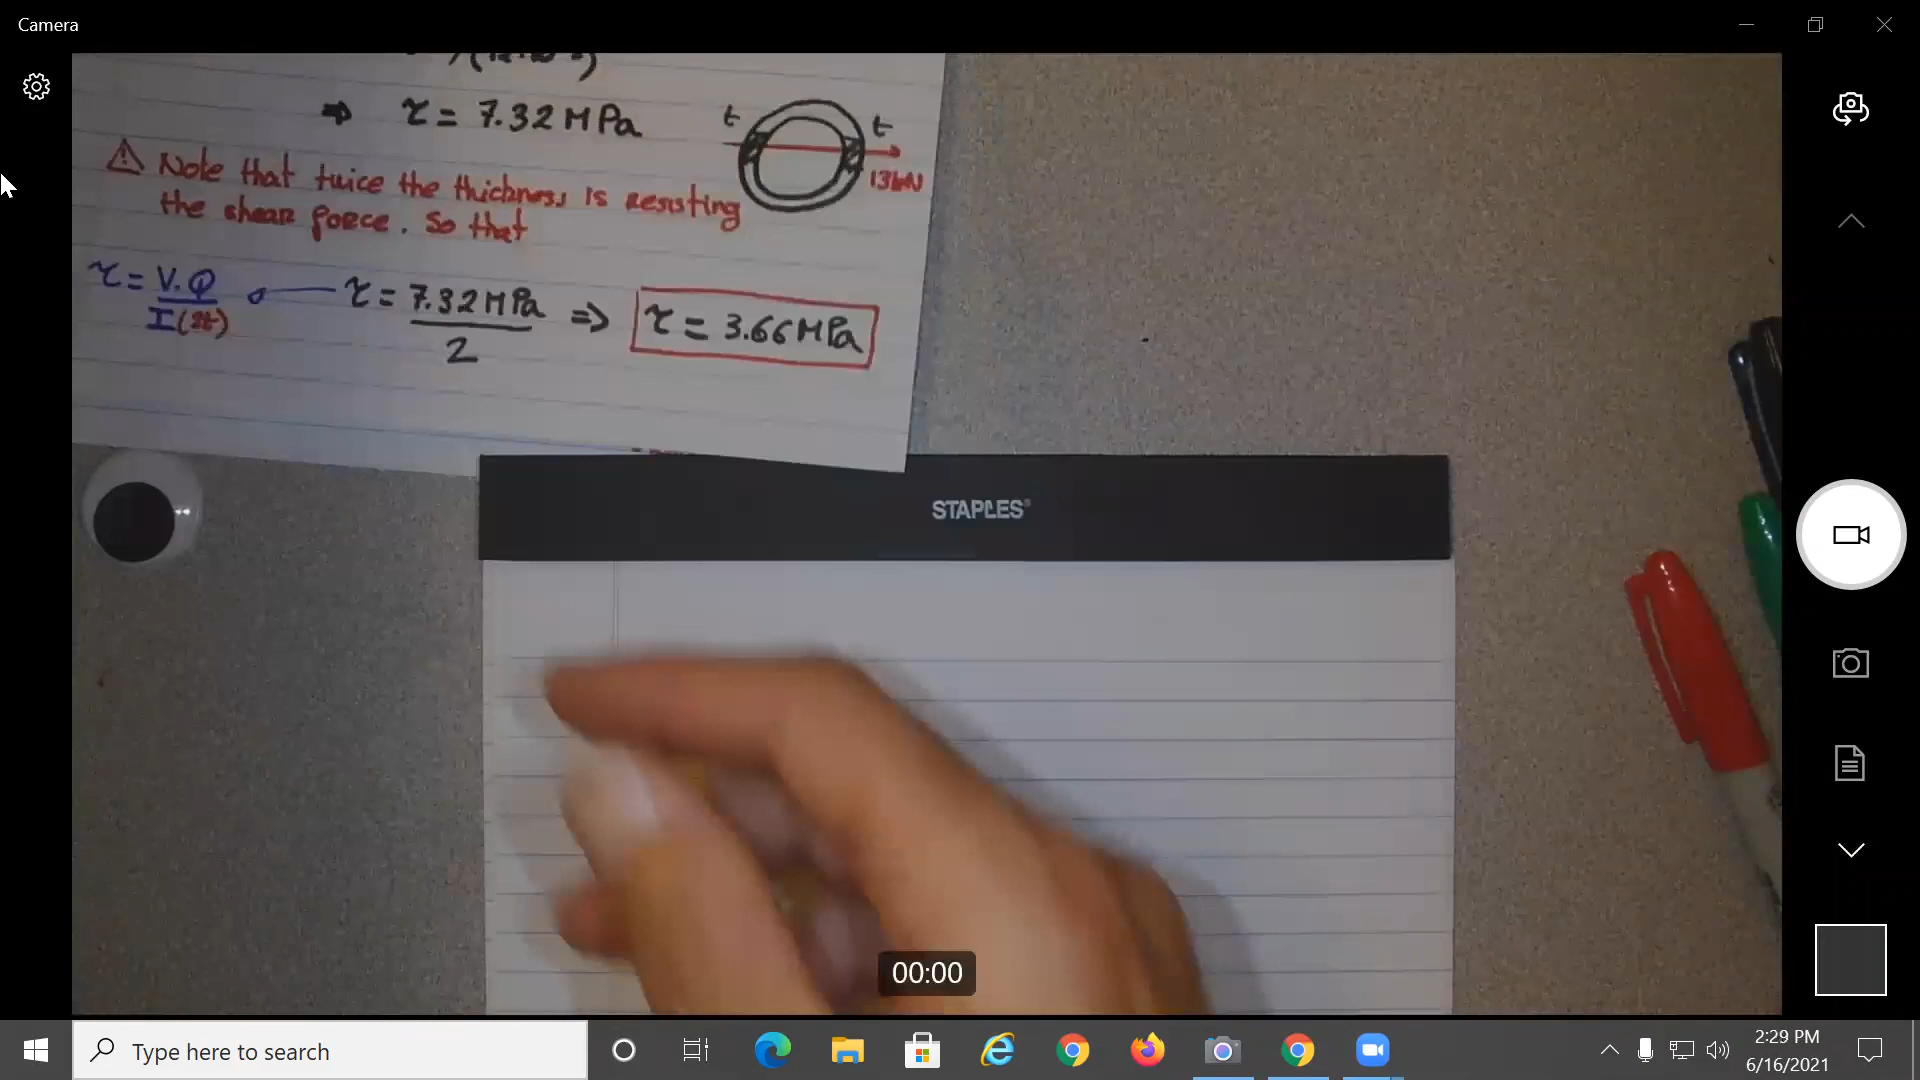 Camera
⇒ τ = 7.32 MPa
t t
⚠ Note that twice the thickness is resisting
the shear force. So that
13kN
τ = V.Q
I(2t)
τ = 7.32 MPa
2
⇒ τ = 3.66 MPa
STAPLES
00:00
Type here to search
2:29 PM
6/16/2021